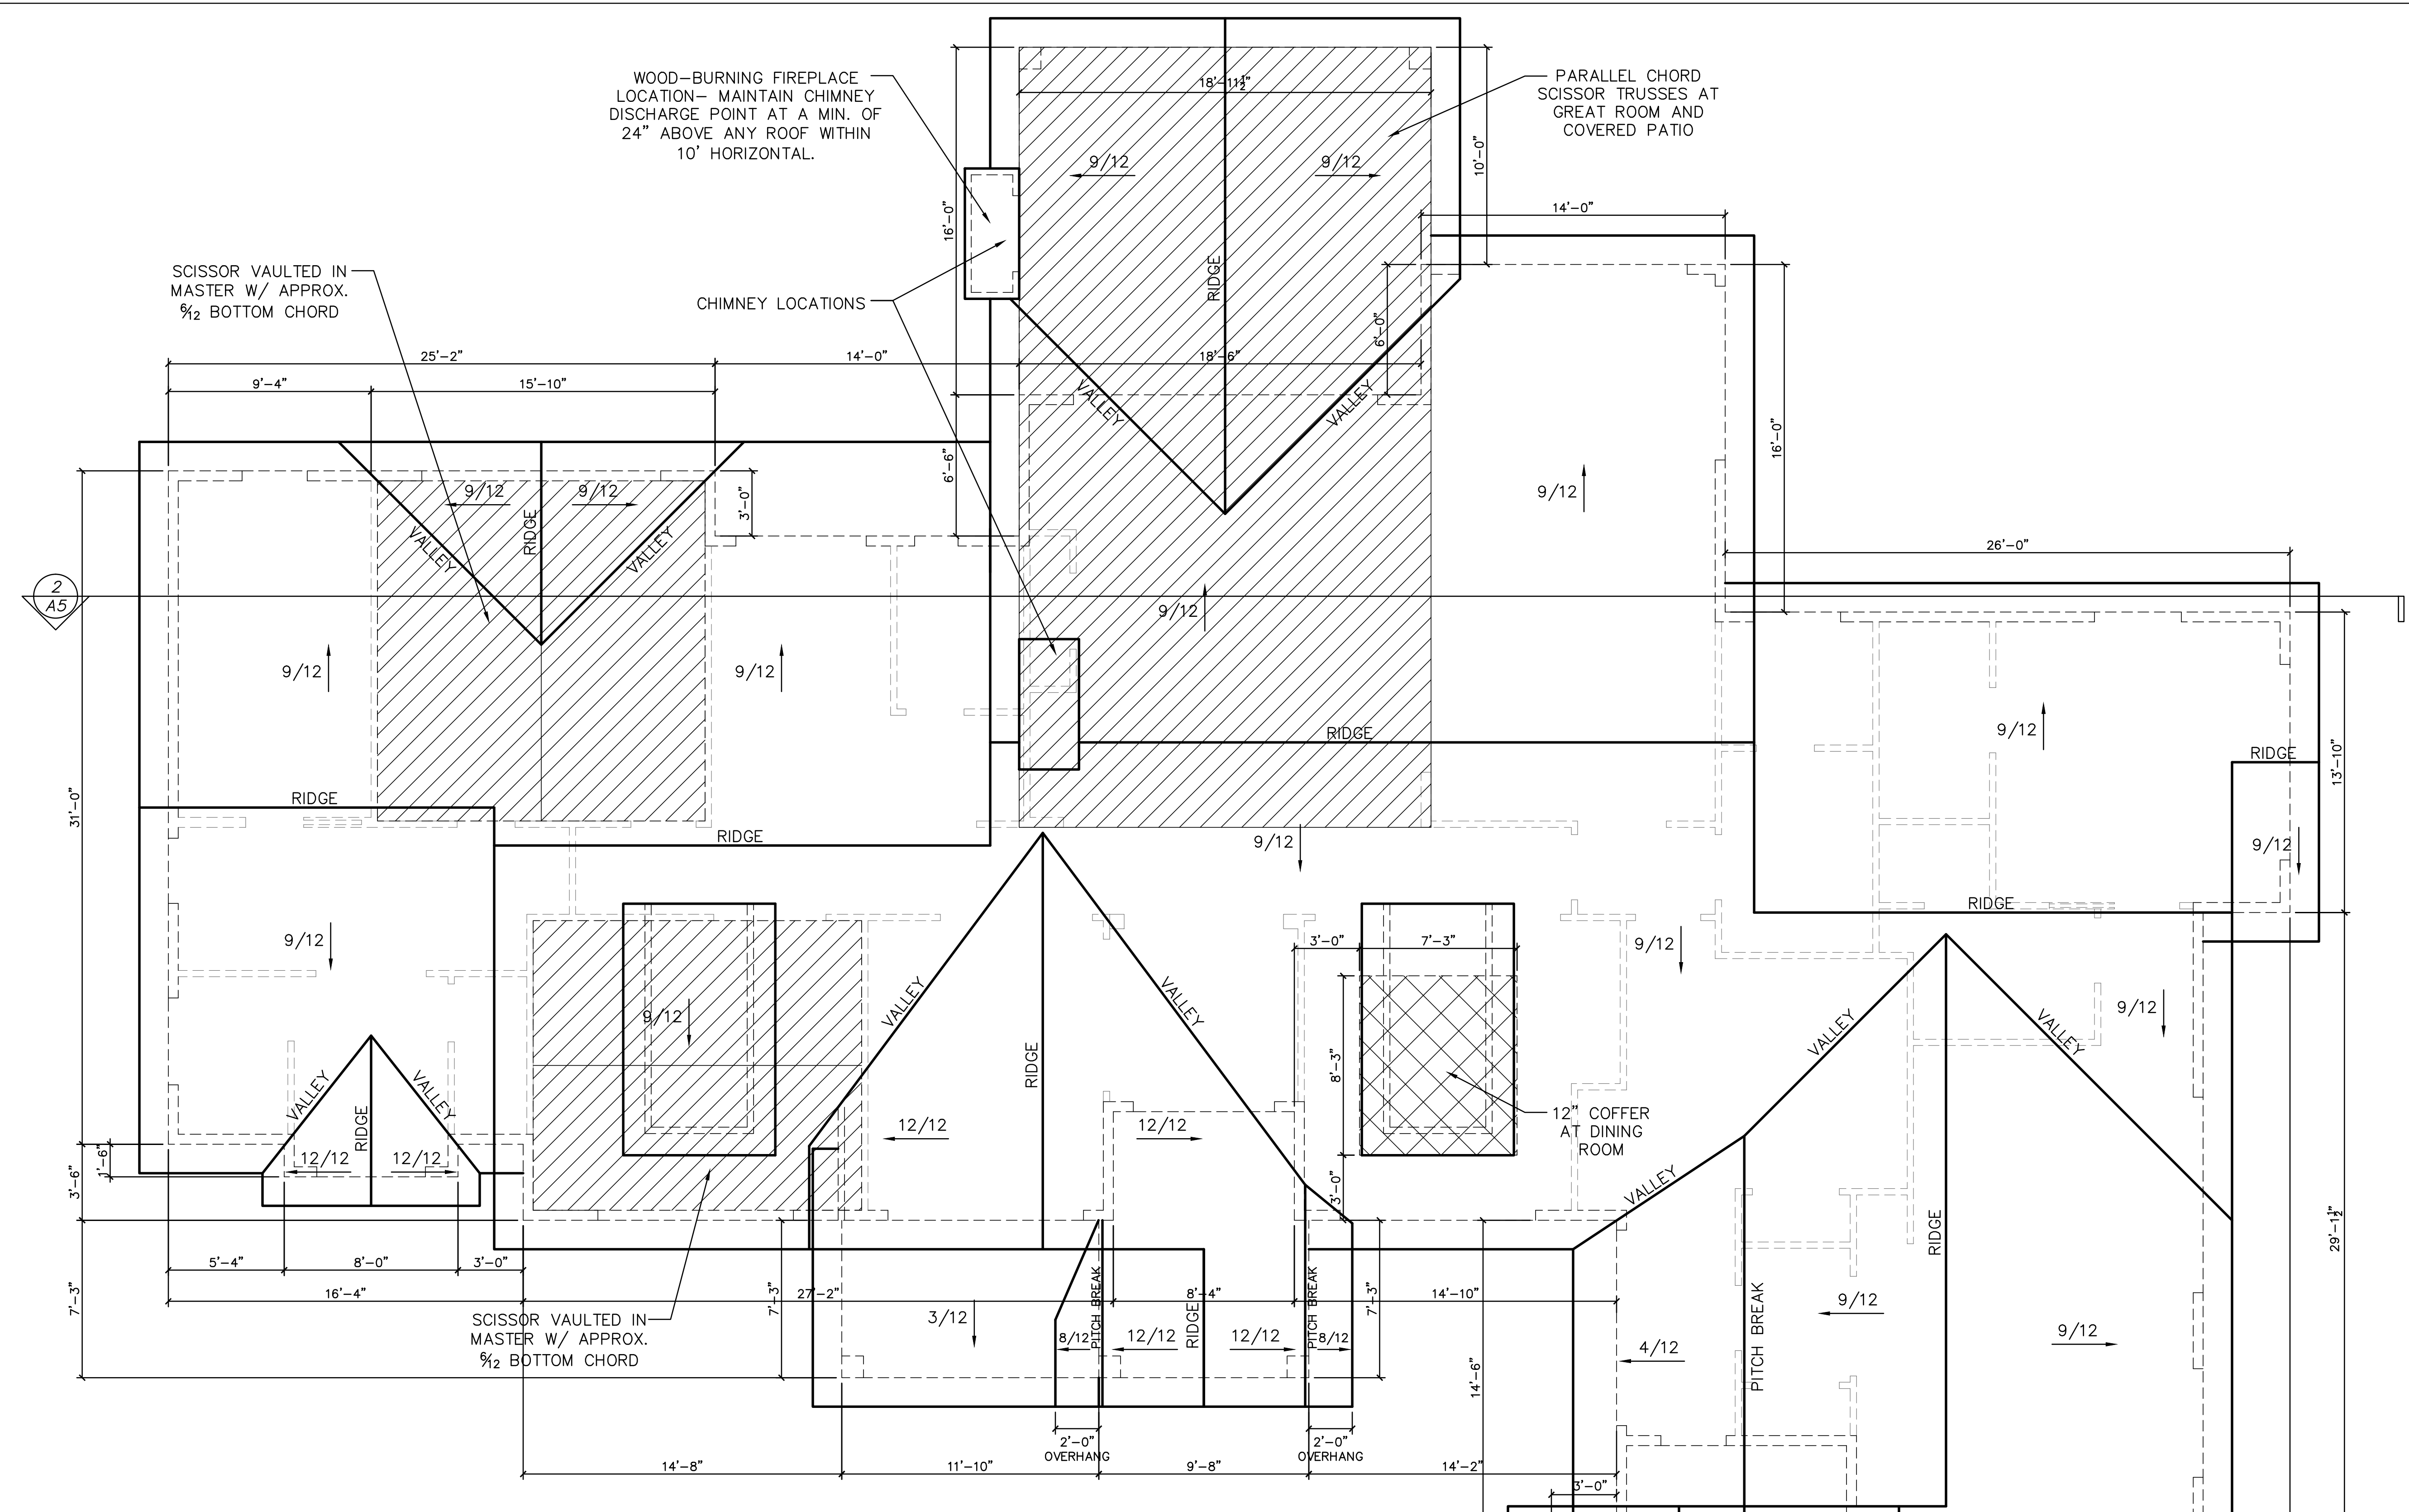 WOOD-BURNING FIREPLACE
LOCATION- MAINTAIN CHIMNEY
DISCHARGE POINT AT A MIN. OF
24" ABOVE ANY ROOF WITHIN
10' HORIZONTAL.
18'-11½"
PARALLEL CHORD
SCISSOR TRUSSES AT
GREAT ROOM AND
COVERED PATIO
9/12
9/12
10'-0"
16'-0"
14'-0"
RIDGE
SCISSOR VAULTED IN
MASTER W/ APPROX.
6/12 BOTTOM CHORD
CHIMNEY LOCATIONS
6'-0"
25'-2"
14'-0"
18'-6"
9'-4"
15'-10"
VALLEY
VALLEY
16'-0"
6'-6"
3'-0"
9/12
9/12
RIDGE
VALLEY
VALLEY
9/12
26'-0"
2
A5
9/12
9/12
9/12
9/12
RIDGE
RIDGE
13'-10"
31'-0"
RIDGE
RIDGE
9/12
9/12
RIDGE
9/12
3'-0"
7'-3"
9/12
VALLEY
VALLEY
9/12
9/12
VALLEY
VALLEY
8'-3"
RIDGE
VALLEY
VALLEY
RIDGE
12/12
12/12
12/12
12/12
12" COFFER
AT DINING
ROOM
1'-6"
3'-6"
3'-0"
VALLEY
RIDGE
29'-1½"
5'-4"
8'-0"
3'-0"
16'-4"
27'-2"
8'-4"
14'-10"
7'-3"
7'-3"
7'-3"
PITCH BREAK
RIDGE
PITCH BREAK
PITCH BREAK
SCISSOR VAULTED IN
MASTER W/ APPROX.
6/12 BOTTOM CHORD
3/12
8/12
12/12
12/12
8/12
9/12
9/12
4/12
14'-6"
2'-0"
OVERHANG
2'-0"
OVERHANG
14'-8"
11'-10"
9'-8"
14'-2"
3'-0"